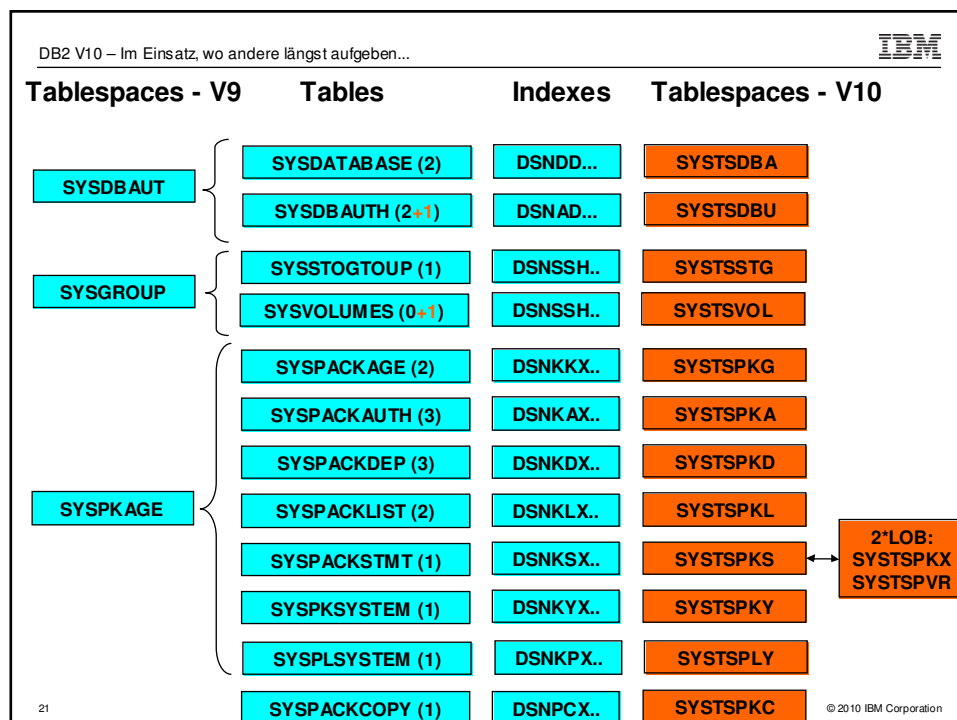 DB2 V10 – Im Einsatz, wo andere längst aufgeben...
IBM
Tablespaces - V9 Tables Indexes Tablespaces - V10
SYSDBAUT
SYSDATABASE (2) DSNDD... SYSTSDBA
SYSDBAUTH (2+1) DSNAD... SYSTSDBU
SYSGROUP
SYSSTOGTOUP (1) DSNSSH.. SYSTSSTG
SYSVOLUMES (0+1) DSNSSH.. SYSTSVOL
SYSPKAGE
SYSPACKAGE (2) DSNKKX.. SYSTSPKG
SYSPACKAUTH (3) DSNKAX.. SYSTSPKA
SYSPACKDEP (3) DSNKDX.. SYSTSPKD
SYSPACKLIST (2) DSNKLX.. SYSTSPKL
SYSPACKSTMT (1) DSNKSX.. SYSTSPKS
2*LOB:
SYSTSPKX
SYSTSPVR
SYSPKSYSTEM (1) DSNKYX.. SYSTSPKY
SYSPLSYSTEM (1) DSNKPX.. SYSTSPLY
SYSPACKCOPY (1) DSNPCX.. SYSTSPKC
21
© 2010 IBM Corporation